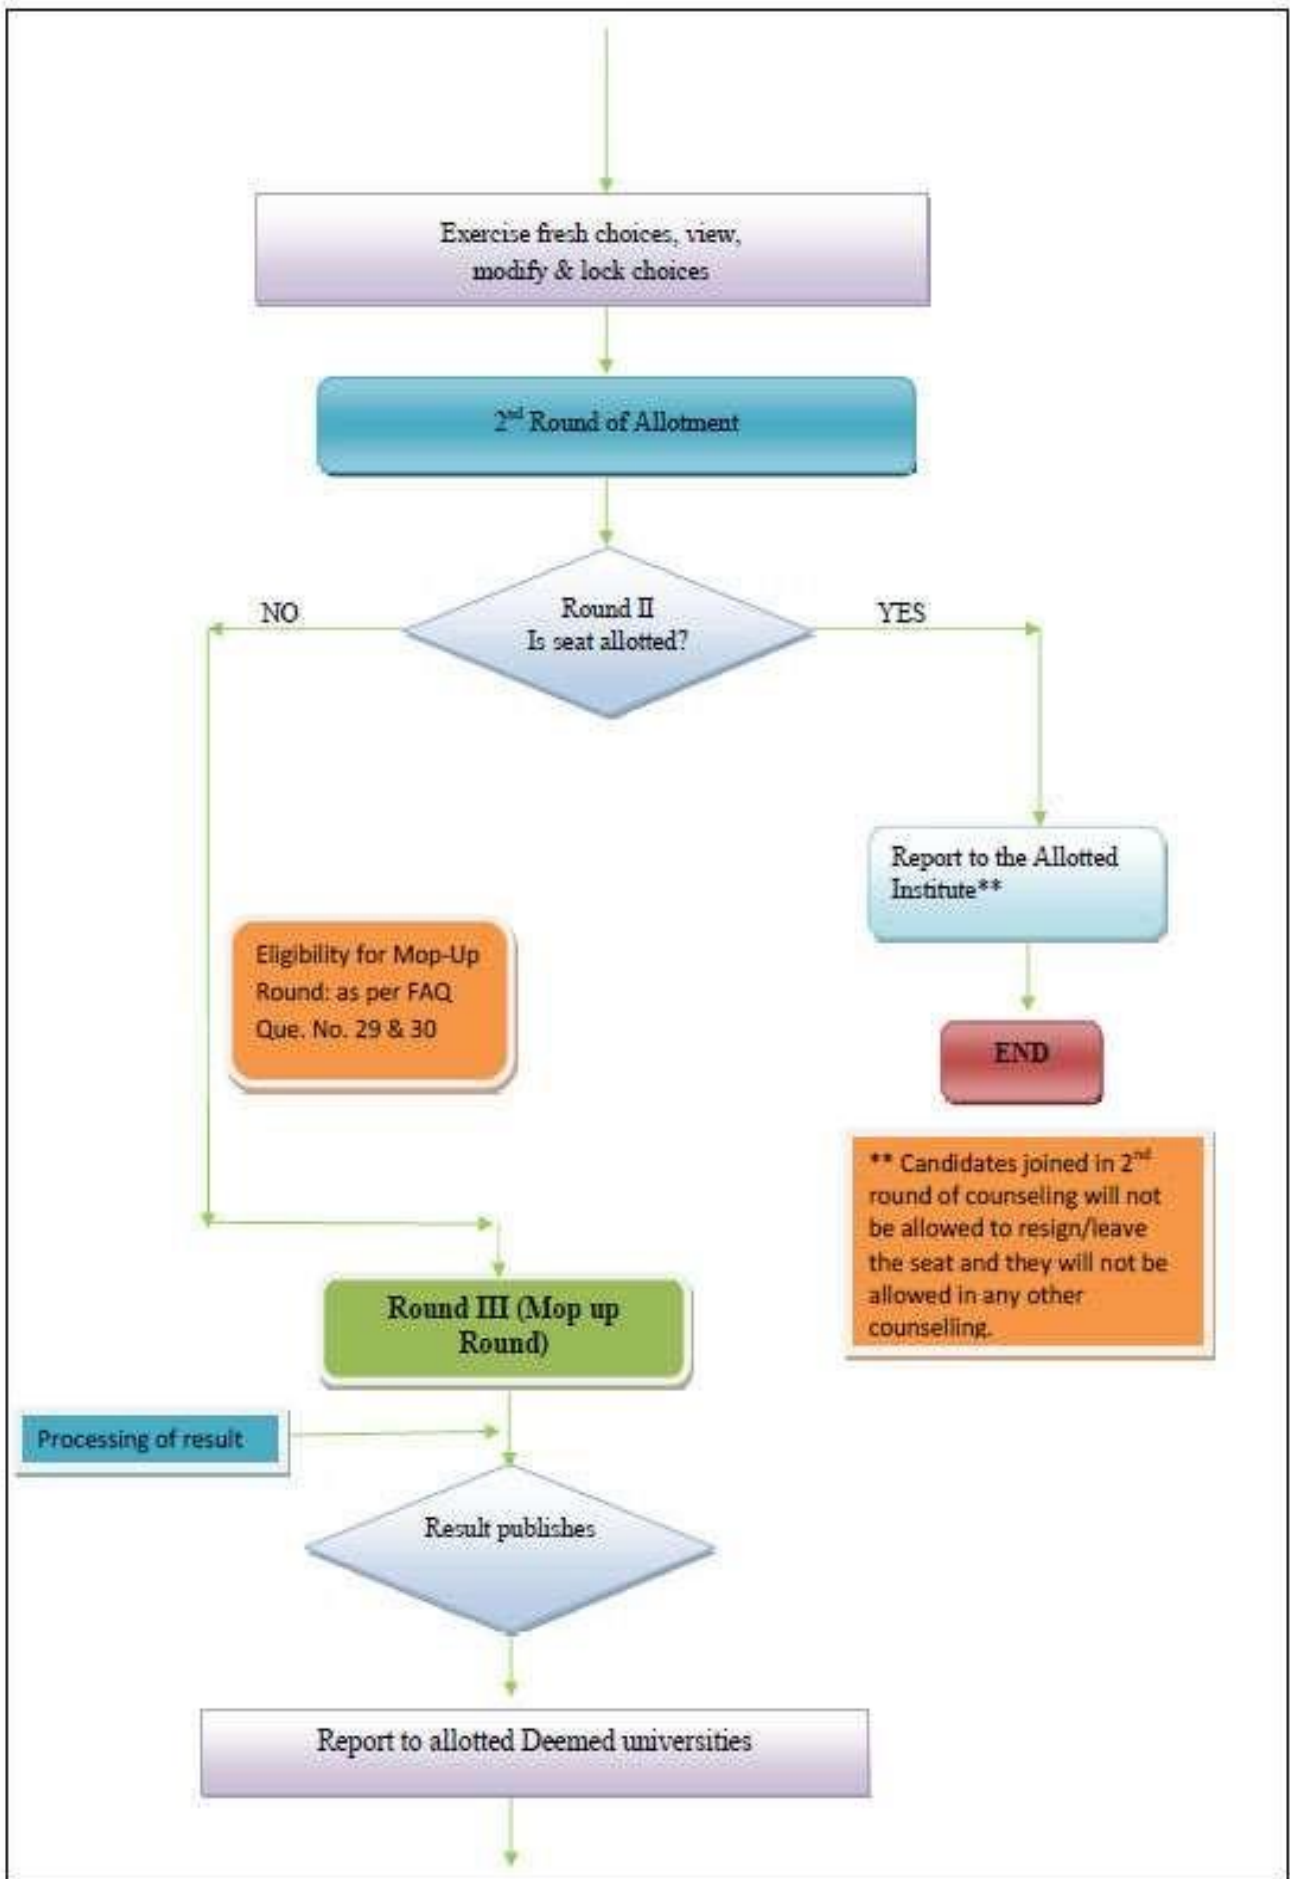 Exercise fresh choices, view,
modify & lock choices
2nd Round of Allotment
Round II
Is seat allotted?
NO
YES
Report to the Allotted
Institute**
Eligibility for Mop-Up
Round: as per FAQ
Que. No. 29 & 30
END
** Candidates joined in 2nd
round of counseling will not
be allowed to resign/leave
the seat and they will not be
allowed in any other
counselling.
Round III (Mop up
Round)
Processing of result
Result publishes
Report to allotted Deemed universities